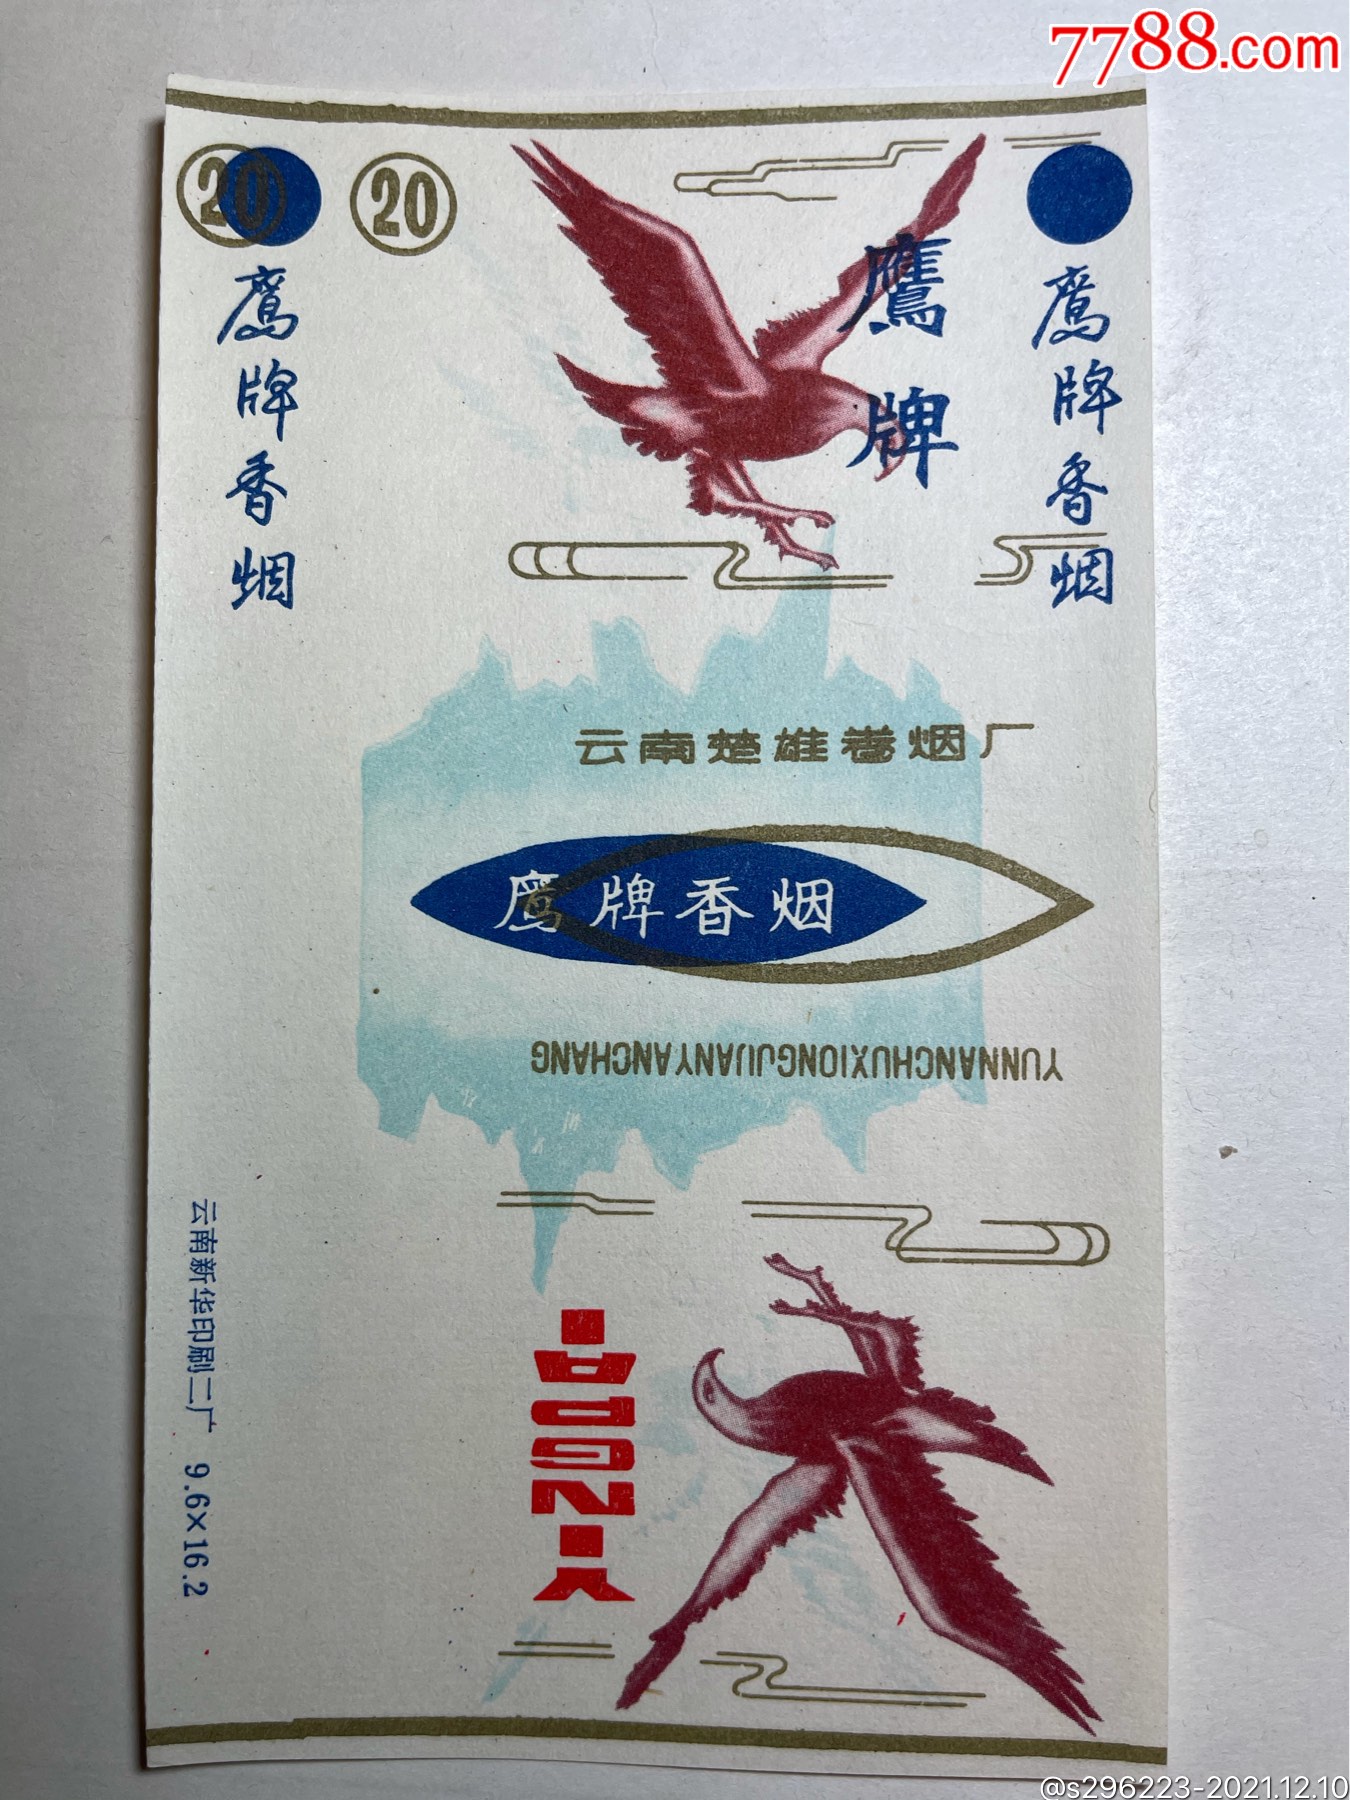 7788.com
20
20
鹰牌香烟
鹰牌
鹰牌香烟
云南楚雄卷烟厂
鹰牌香烟
YUNNANCHUXIONGJUANYANCHANG
YINGPAI
云南新华印刷二厂 9.6×16.2
@s296223-2021.12.10